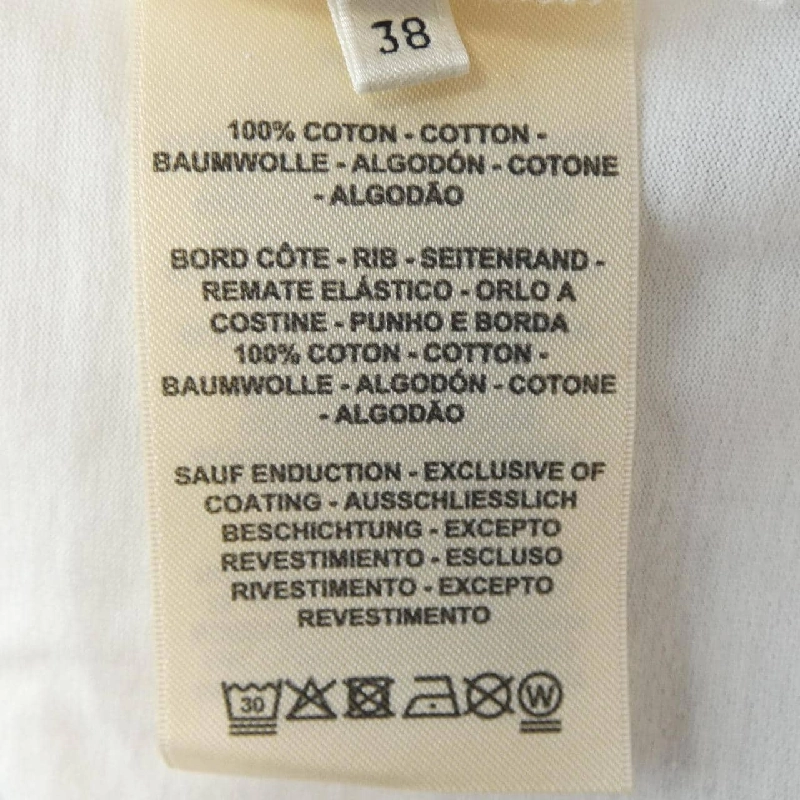 38
100% COTON - COTTON -
BAUMWOLLE - ALGODÓN - COTONE
- ALGODÃO
BORD CÔTE - RIB - SEITENRAND -
REMATE ELÁSTICO - ORLO A
COSTINE - PUNHO E BORDA
100% COTON - COTTON -
BAUMWOLLE - ALGODÓN - COTONE
- ALGODÃO
SAUF ENDUCTION - EXCLUSIVE OF
COATING - AUSSCHLIESSLICH
BESCHICHTUNG - EXCEPTO
REVESTIMIENTO - ESCLUSO
RIVESTIMENTO - EXCEPTO
REVESTIMENTO
30 W